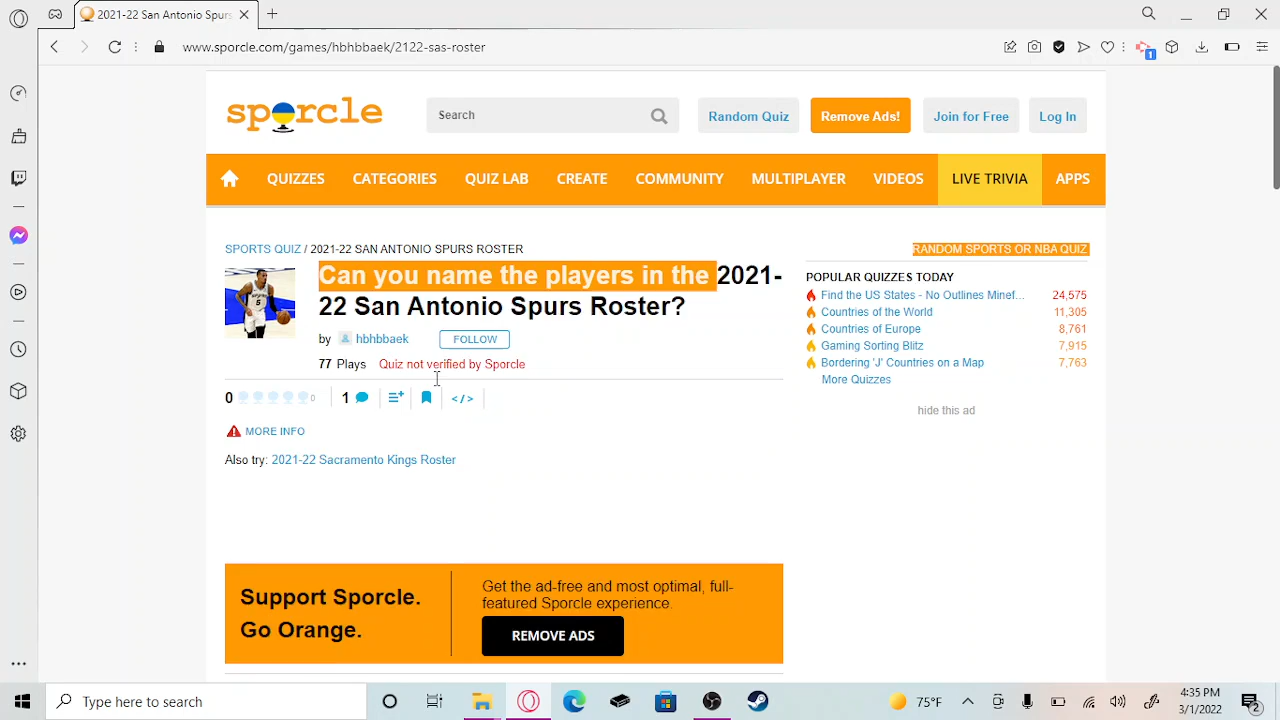 2021-22 San Antonio Spurs
www.sporcle.com/games/hbhbbaek/2122-sas-roster
1
sporcle
Search
Random Quiz
Remove Ads!
Join for Free
Log In
QUIZZES
CATEGORIES
QUIZ LAB
CREATE
COMMUNITY
MULTIPLAYER
VIDEOS
LIVE TRIVIA
APPS
SPORTS QUIZ / 2021-22 SAN ANTONIO SPURS ROSTER
Can you name the players in the 2021-
22 San Antonio Spurs Roster?
by hbhbbaek
FOLLOW
77 Plays Quiz not verified by Sporcle
0
0
1
</>
MORE INFO
Also try: 2021-22 Sacramento Kings Roster
RANDOM SPORTS OR NBA QUIZ
POPULAR QUIZZES TODAY
Find the US States - No Outlines Minef... 24,575
Countries of the World 11,305
Countries of Europe 8,761
Gaming Sorting Blitz 7,915
Bordering 'J' Countries on a Map 7,763
More Quizzes
hide this ad
Support Sporcle.
Go Orange.
Get the ad-free and most optimal, full-
featured Sporcle experience.
REMOVE ADS
Type here to search
75°F
4:35 PM
3/1/2022
2